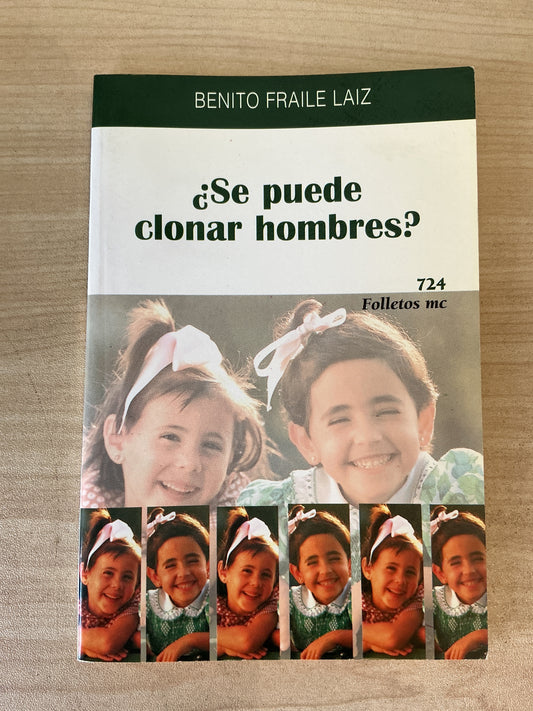 BENITO FRAILE LAIZ
¿Se puede
clonar hombres?
724
Folletos mc